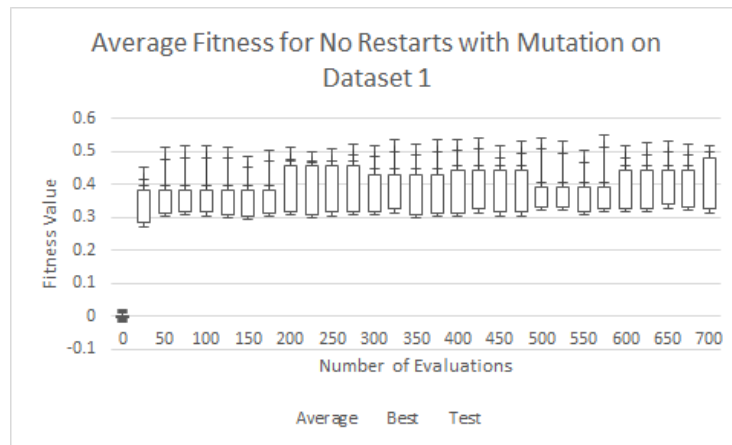 Average Fitness for No Restarts with Mutation on
Dataset 1
0.6
0.5
0.4
0.3
0.2
0.1
0
-0.1
Fitness Value
0 50 100 150 200 250 300 350 400 450 500 550 600 650 700
Number of Evaluations
Average Best Test